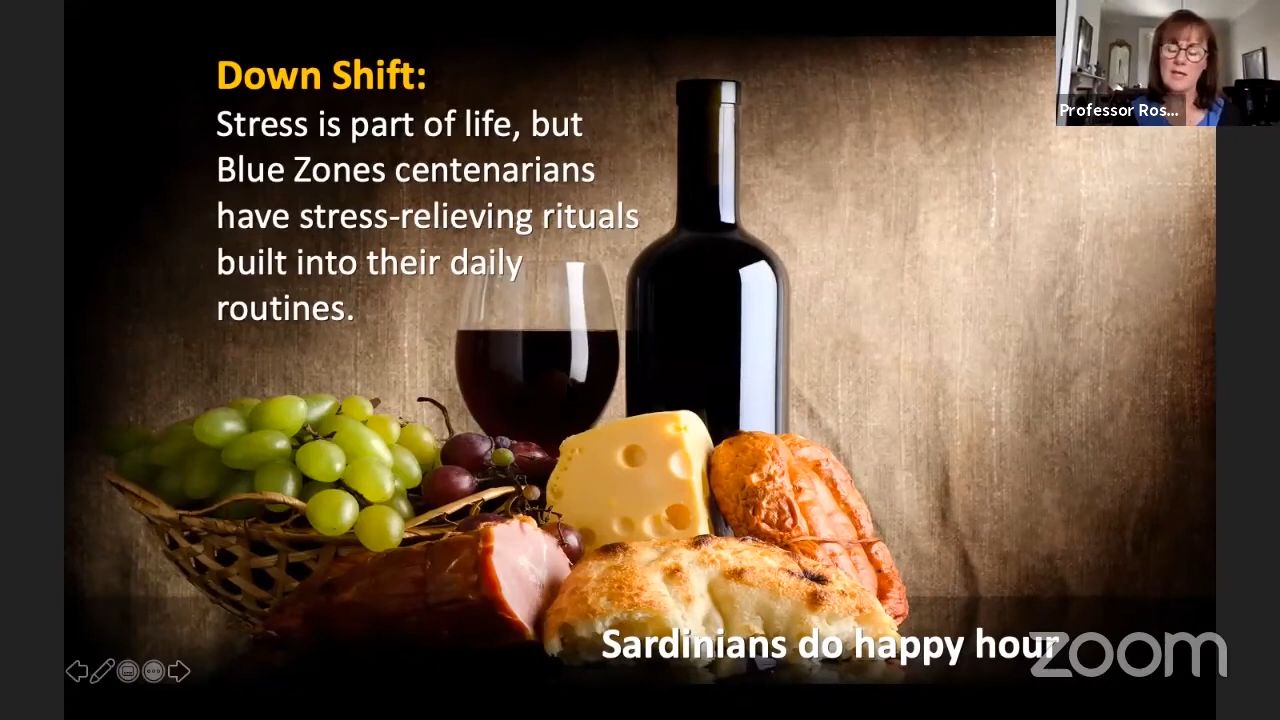 Down Shift:
Stress is part of life, but
Blue Zones centenarians
have stress-relieving rituals
built into their daily
routines.
Professor Ros...
Sardinians do happy hour
zoom